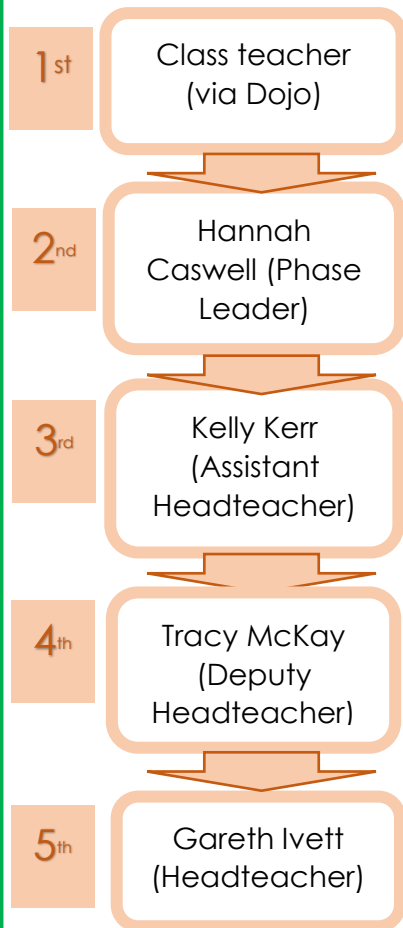 1st
Class teacher
(via Dojo)
2nd
Hannah
Caswell (Phase
Leader)
3rd
Kelly Kerr
(Assistant
Headteacher)
4th
Tracy McKay
(Deputy
Headteacher)
5th
Gareth Ivett
(Headteacher)